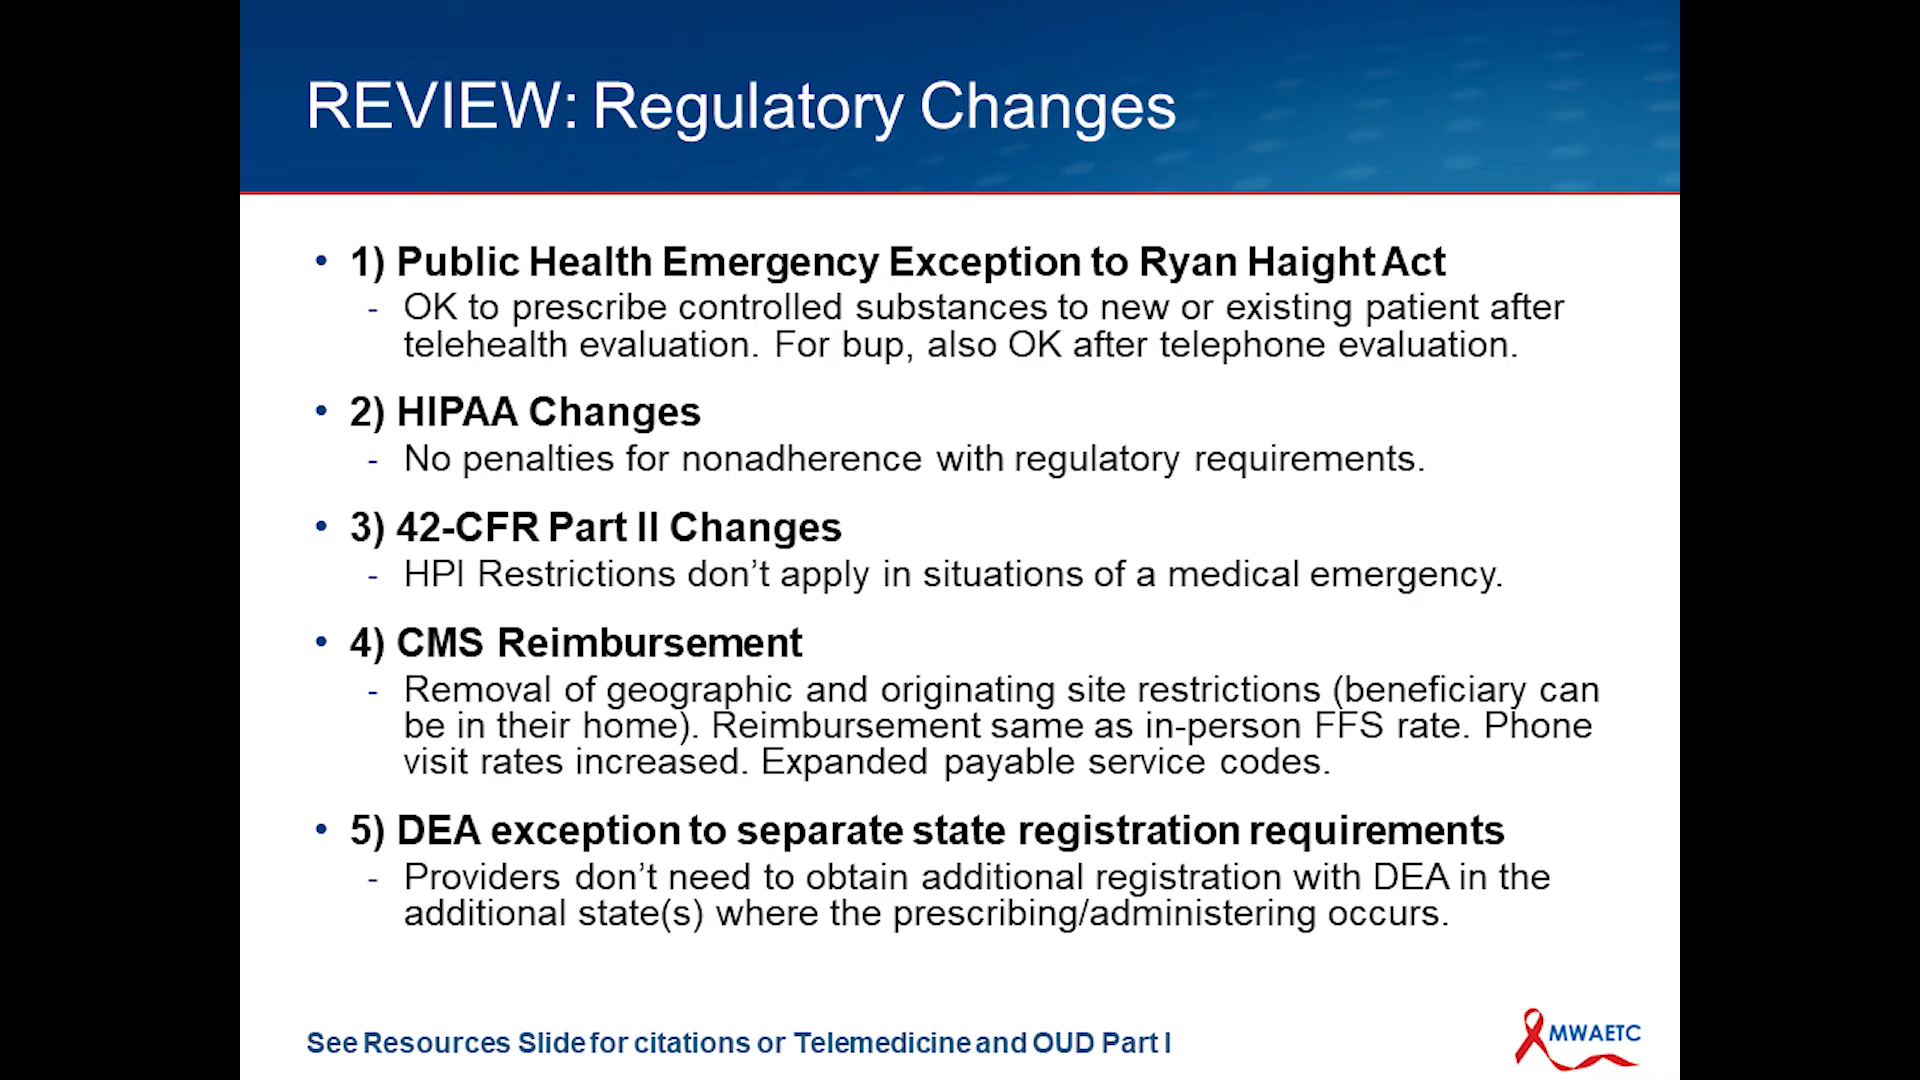 REVIEW: Regulatory Changes
• 1) Public Health Emergency Exception to Ryan Haight Act
- OK to prescribe controlled substances to new or existing patient after
telehealth evaluation. For bup, also OK after telephone evaluation.
• 2) HIPAA Changes
- No penalties for nonadherence with regulatory requirements.
• 3) 42-CFR Part II Changes
- HPI Restrictions don’t apply in situations of a medical emergency.
• 4) CMS Reimbursement
- Removal of geographic and originating site restrictions (beneficiary can
be in their home). Reimbursement same as in-person FFS rate. Phone
visit rates increased. Expanded payable service codes.
• 5) DEA exception to separate state registration requirements
- Providers don’t need to obtain additional registration with DEA in the
additional state(s) where the prescribing/administering occurs.
See Resources Slide for citations or Telemedicine and OUD Part I
MWAETC